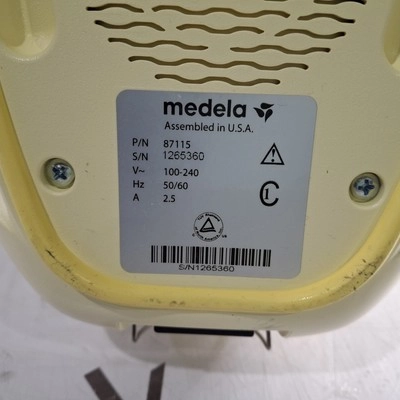 medela
Assembled in U.S.A.
P/N 87115
S/N 1265360
V~ 100-240
Hz 50/60
A 2.5
S/N1265360